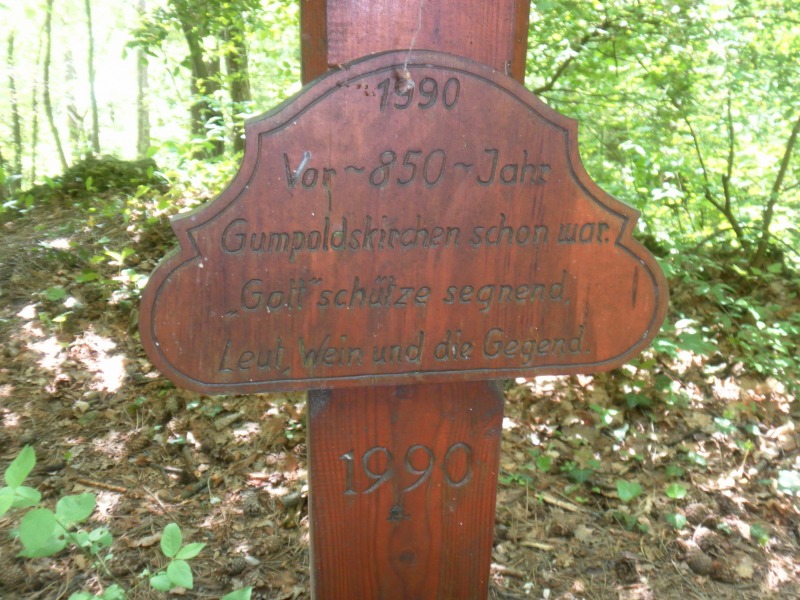 1990
Vor ~ 850 ~ Jahr
Gumpoldskirchen schon war.
„Gott" schütze segnend,
Leut, Wein und die Gegend.
1990